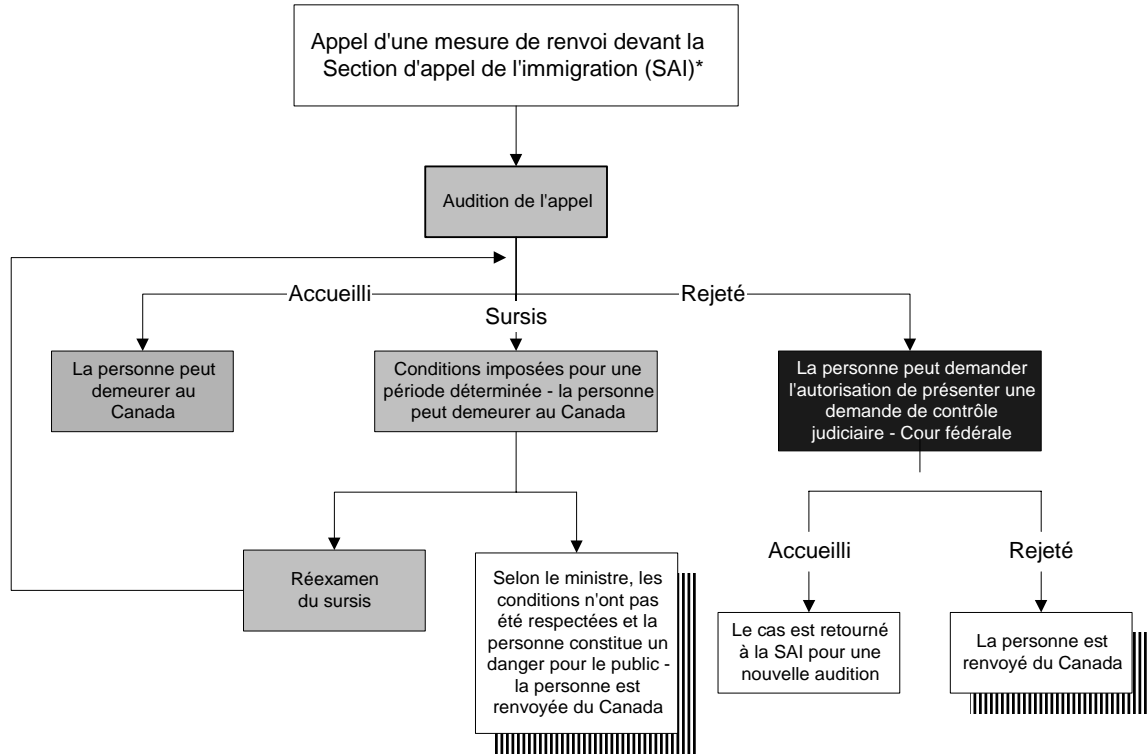 Appel d'une mesure de renvoi devant la
Section d'appel de l'immigration (SAI)*
Audition de l'appel
Accueilli
Sursis
Rejeté
La personne peut
demeurer au
Canada
Conditions imposées pour une
période déterminée - la personne
peut demeurer au Canada
La personne peut demander
l'autorisation de présenter une
demande de contrôle
judiciaire - Cour fédérale
Réexamen
du sursis
Selon le ministre, les
conditions n'ont pas
été respectées et la
personne constitue un
danger pour le public -
la personne est
renvoyée du Canada
Accueilli
Rejeté
Le cas est retourné
à la SAI pour une
nouvelle audition
La personne est
renvoyé du Canada